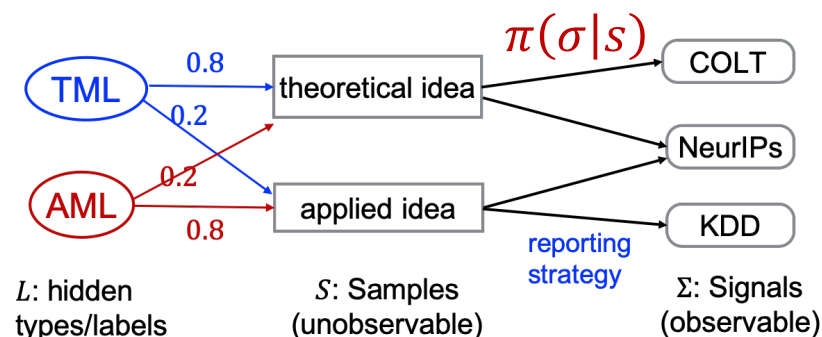 π(σ|s)
0.8
COLT
TML
theoretical idea
0.2
NeurIPs
0.2
AML
applied idea
KDD
0.8
reporting
strategy
L: hidden
types/labels
S: Samples
(unobservable)
Σ: Signals
(observable)